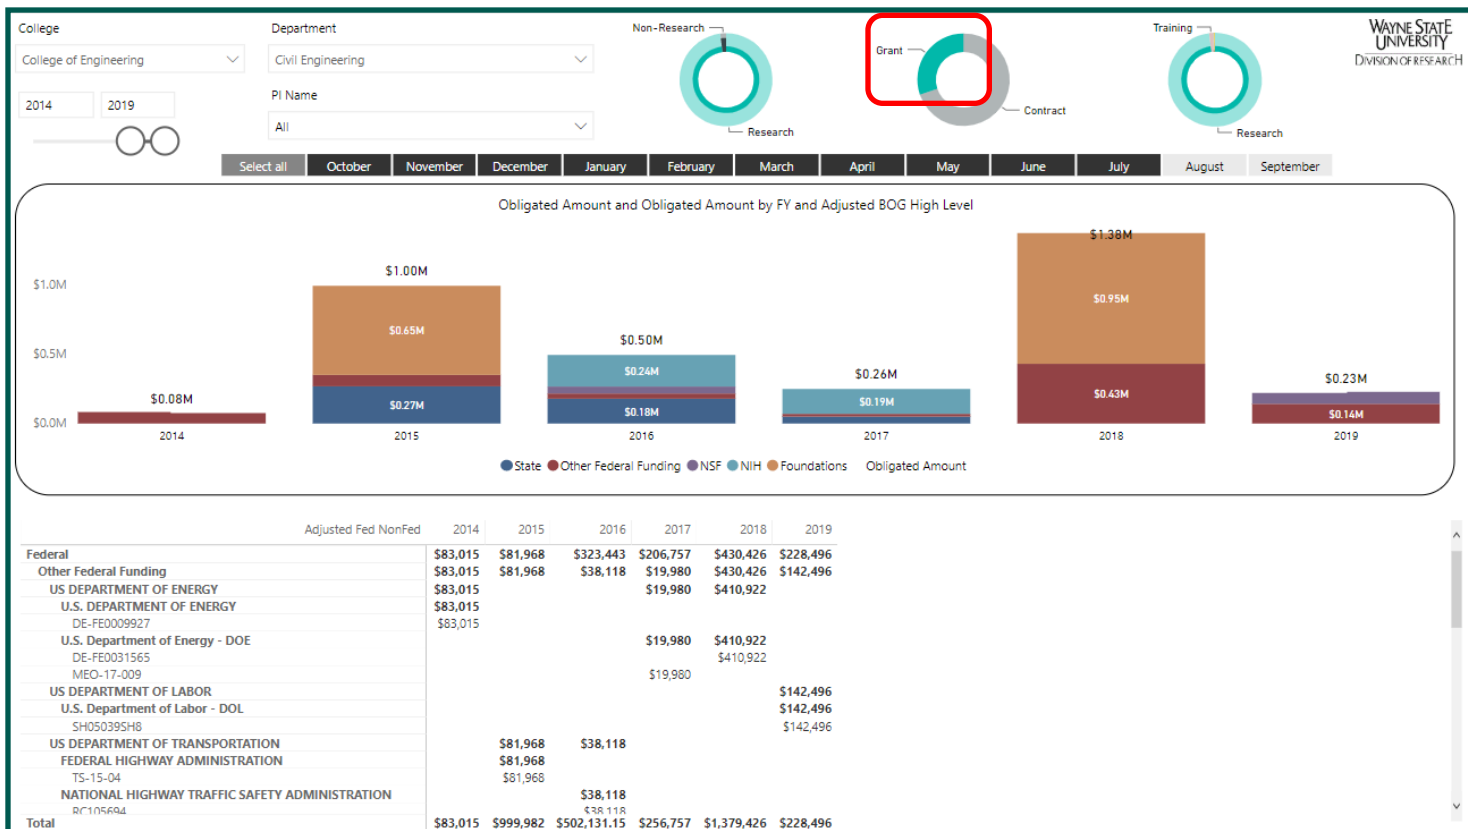 College
Department
College of Engineering
Civil Engineering
2014 2019
PI Name
All
Non-Research
Research
Grant
Contract
Training
Research
WAYNE STATE
UNIVERSITY
DIVISION OF RESEARCH
Select all October November December January February March April May June July August September
Obligated Amount and Obligated Amount by FY and Adjusted BOG High Level
$1.0M
$0.5M
$0.0M
$0.08M
$1.00M
$0.65M
$0.27M
$0.50M
$0.24M
$0.18M
$0.26M
$0.19M
$1.38M
$0.95M
$0.43M
$0.23M
$0.14M
2014 2015 2016 2017 2018 2019
State Other Federal Funding NSF NIH Foundations Obligated Amount
Adjusted Fed NonFed 2014 2015 2016 2017 2018 2019
Federal $83,015 $81,968 $323,443 $206,757 $430,426 $228,496
Other Federal Funding $83,015 $81,968 $38,118 $19,980 $430,426 $142,496
US DEPARTMENT OF ENERGY $83,015 $19,980 $410,922
U.S. DEPARTMENT OF ENERGY $83,015
DE-FE0009927 $83,015
U.S. Department of Energy - DOE $19,980 $410,922
DE-FE0031565 $410,922
MEO-17-009 $19,980
US DEPARTMENT OF LABOR $142,496
U.S. Department of Labor - DOL $142,496
SH05039SH8 $142,496
US DEPARTMENT OF TRANSPORTATION $81,968 $38,118
FEDERAL HIGHWAY ADMINISTRATION $81,968
TS-15-04 $81,968
NATIONAL HIGHWAY TRAFFIC SAFETY ADMINISTRATION $38,118
RC105694 $38,118
Total $83,015 $999,982 $502,131.15 $256,757 $1,379,426 $228,496